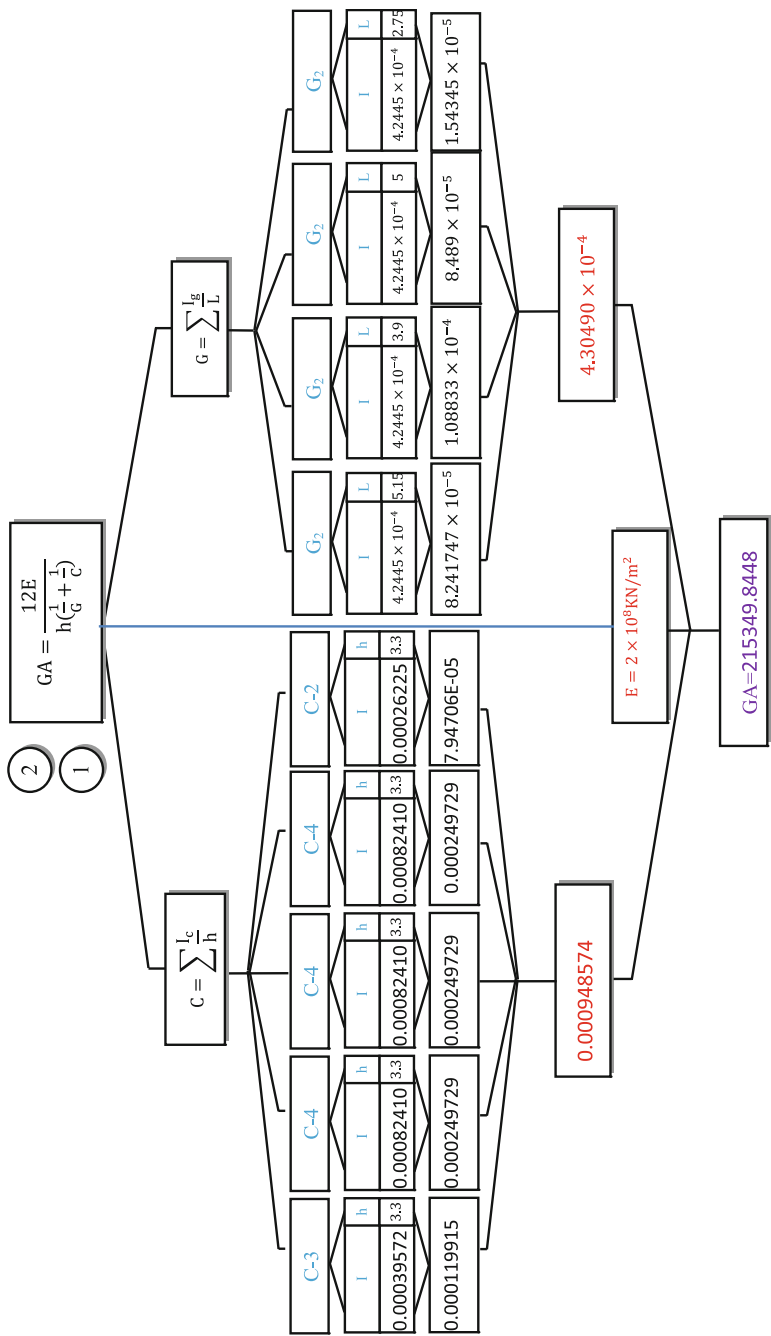 2
1
GA = 12E / h(1/G + 1/C)
C = ∑ I_c/h
G = ∑ I_g/L
C-3 C-4 C-4 C-4 C-2 G₂ G₂ G₂ G₂
I h I h I h I h I h I L I L I L I L
0.00039572 3.3 0.00082410 3.3 0.00082410 3.3 0.00082410 3.3 0.00026225 3.3 4.2445 × 10⁻⁴ 5.15 4.2445 × 10⁻⁴ 3.9 4.2445 × 10⁻⁴ 5 4.2445 × 10⁻⁴ 2.75
0.000119915 0.000249729 0.000249729 0.000249729 7.94706E-05 8.241747 × 10⁻⁵ 1.08833 × 10⁻⁴ 8.489 × 10⁻⁵ 1.54345 × 10⁻⁵
0.000948574
4.30490 × 10⁻⁴
E = 2 × 10⁸KN/m²
GA=215349.8448